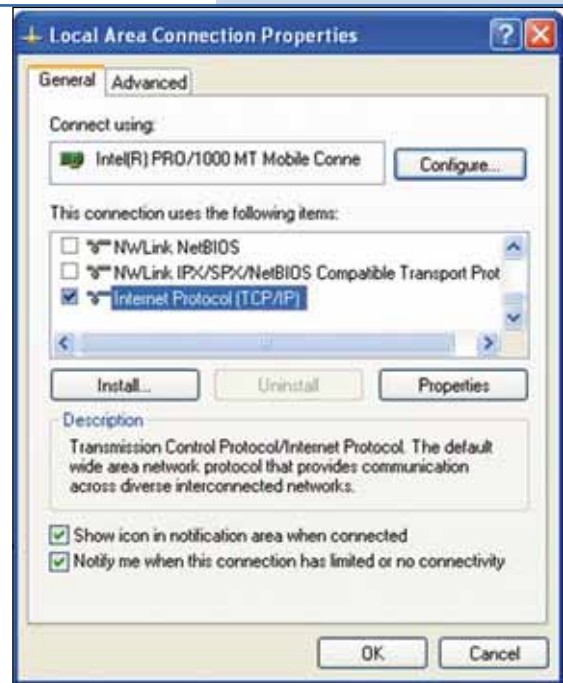 Local Area Connection Properties
General Advanced
Connect using:
Intel(R) PRO/1000 MT Mobile Conne
Configure...
This connection uses the following items:
NWLink NetBIOS
NWLink IPX/SPX/NetBIOS Compatible Transport Prot
Internet Protocol (TCP/IP)
Install... Uninstall Properties
Description
Transmission Control Protocol/Internet Protocol. The default
wide area network protocol that provides communication
across diverse interconnected networks.
Show icon in notification area when connected
Notify me when this connection has limited or no connectivity
OK Cancel